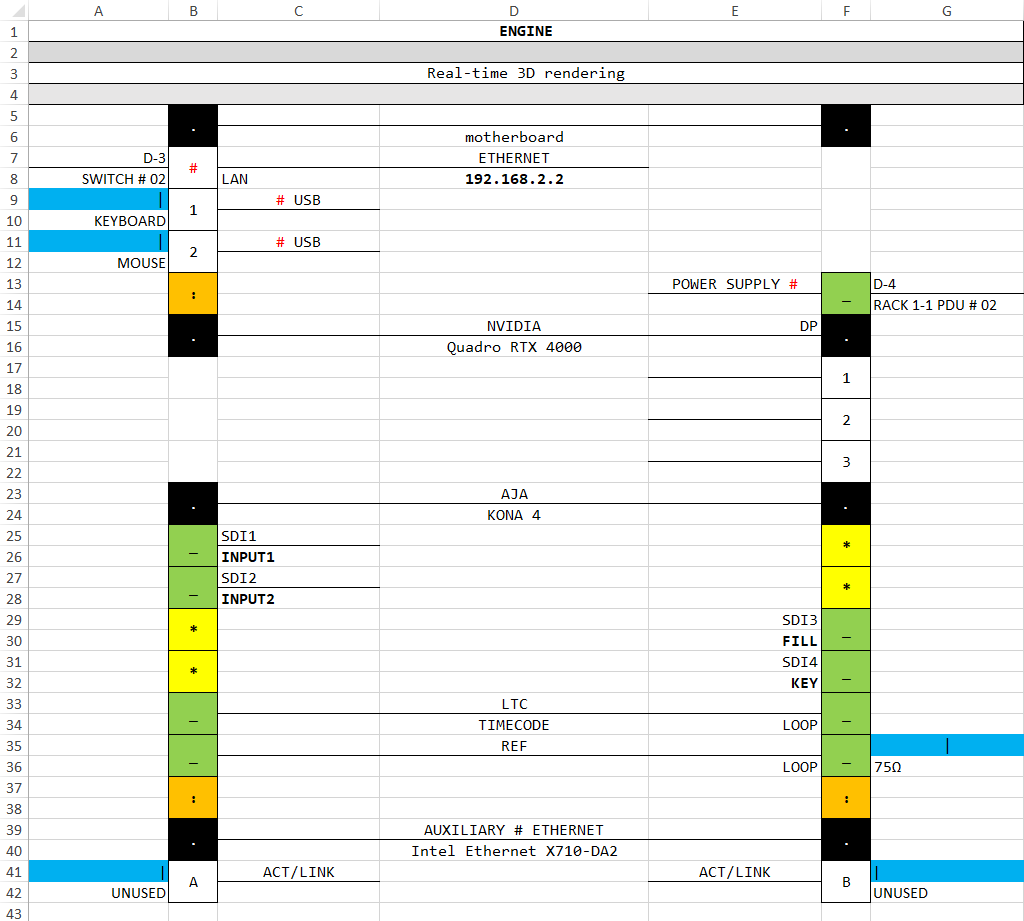 A B C D E F G
1 ENGINE
2
3 Real-time 3D rendering
4
5 . .
6 motherboard
7 D-3 # ETHERNET
8 SWITCH # 02 LAN 192.168.2.2
9 | 1 # USB
10 KEYBOARD
11 | 2 # USB
12 MOUSE
13 : POWER SUPPLY # _ D-4
14 RACK 1-1 PDU # 02
15 . NVIDIA DP .
16 Quadro RTX 4000
17 1
18
19 2
20
21 3
22
23 . AJA .
24 KONA 4
25 _ SDI1 *
26 INPUT1
27 _ SDI2 *
28 INPUT2
29 * SDI3 _
30 FILL
31 * SDI4 _
32 KEY
33 _ LTC _
34 TIMECODE LOOP
35 _ REF _ |
36 LOOP 75Ω
37 : :
38
39 . AUXILIARY # ETHERNET .
40 Intel Ethernet X710-DA2
41 | A ACT/LINK ACT/LINK B |
42 UNUSED UNUSED
43